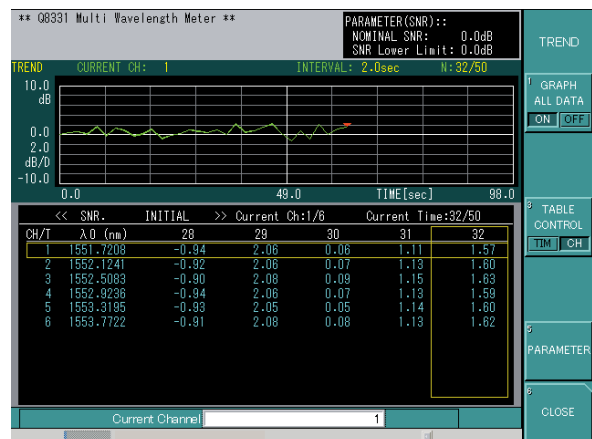 ** Q8331 Multi Wavelength Meter **
PARAMETER(SNR)::
NOMINAL SNR: 0.0dB
SNR Lower Limit: 0.0dB
TREND
TREND CURRENT CH: 1 INTERVAL: 2.0sec N:32/50
10.0
dB
0.0
2.0
dB/D
-10.0
0.0 49.0 TIME[sec] 98.0
1 GRAPH
ALL DATA
ON OFF
<< SNR. INITIAL >> Current Ch:1/6 Current Time:32/50
CH/T λ0 (nm) 28 29 30 31 32
1 1551.7208 -0.94 2.06 0.06 1.11 1.57
2 1552.1241 -0.92 2.06 0.07 1.13 1.60
3 1552.5083 -0.90 2.08 0.09 1.15 1.63
4 1552.9236 -0.94 2.06 0.07 1.13 1.59
5 1553.3195 -0.93 2.05 0.05 1.14 1.60
6 1553.7722 -0.91 2.08 0.08 1.13 1.62
3 TABLE
CONTROL
TIM CH
5
PARAMETER
6
CLOSE
Current Channel 1